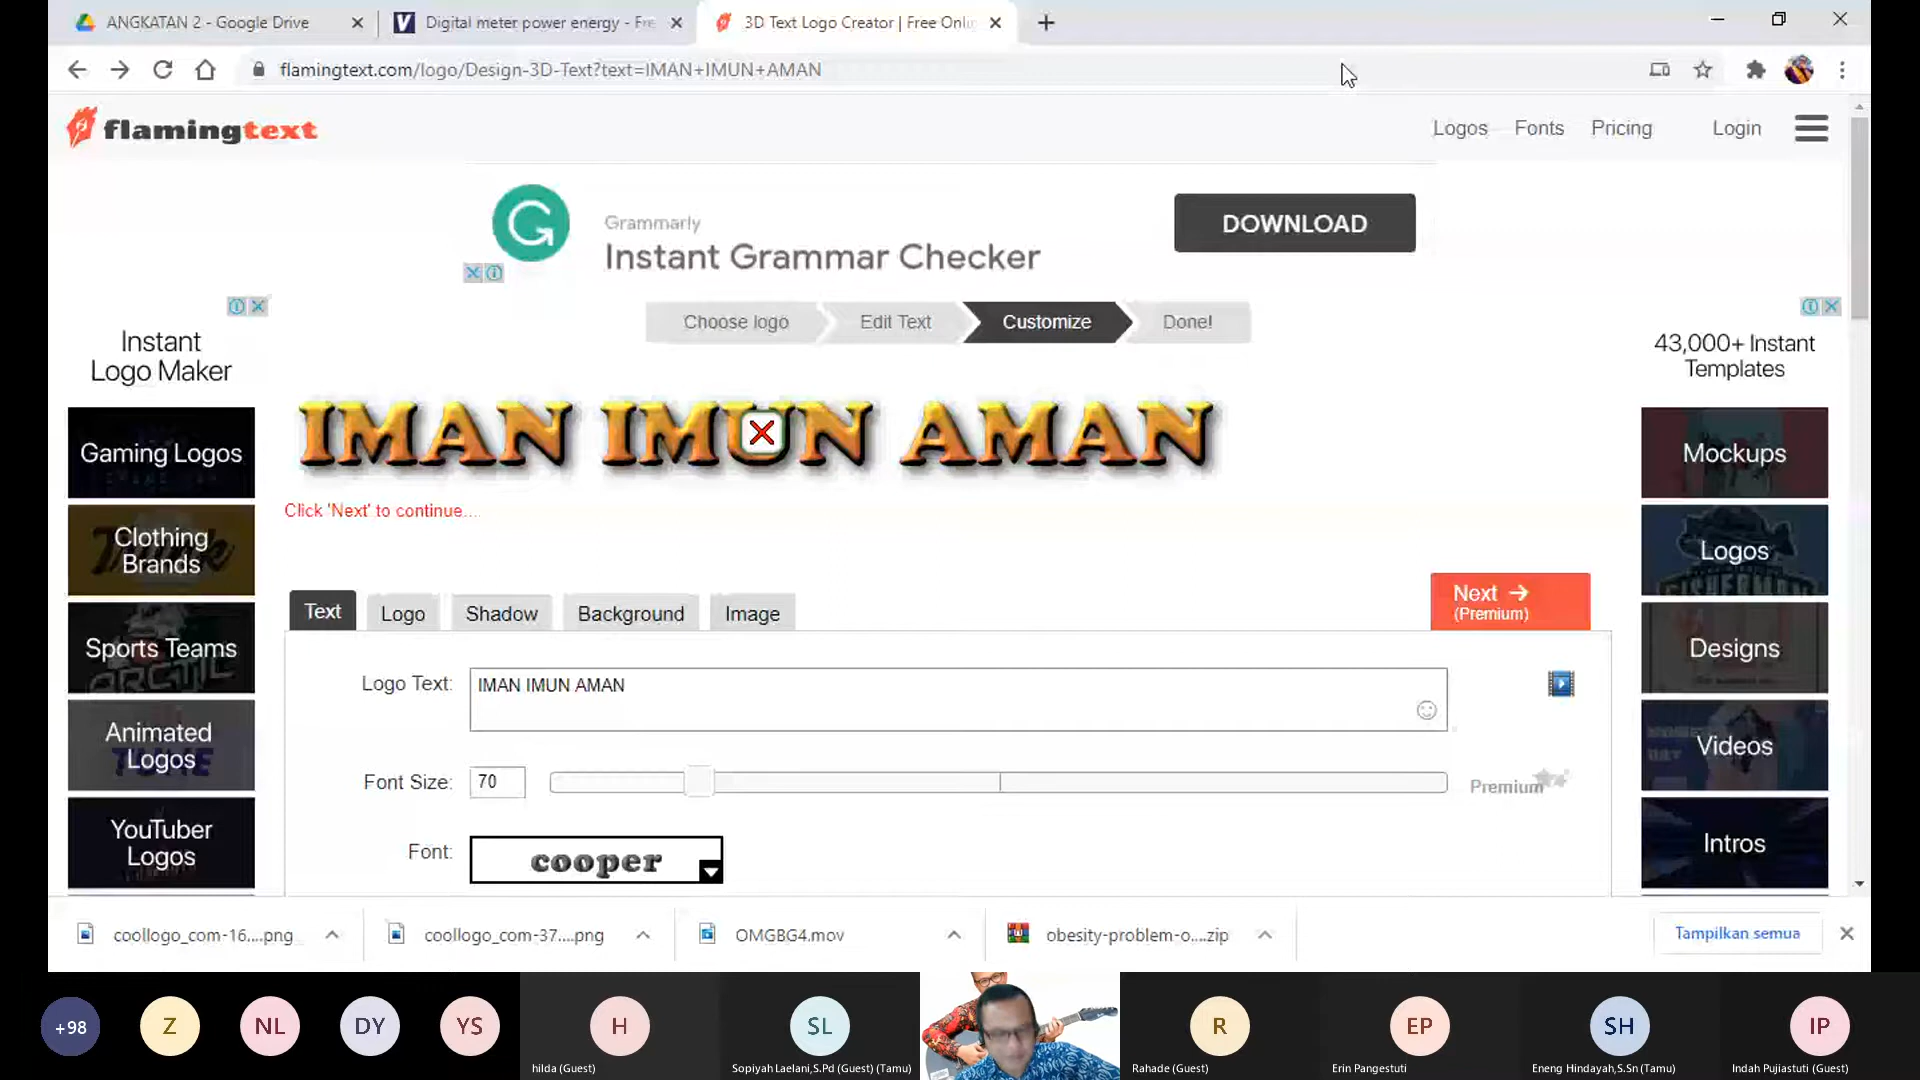 ANGKATAN 2 - Google Drive
Digital meter power energy - Fre
3D Text Logo Creator | Free Onlin
flamingtext.com/logo/Design-3D-Text?text=IMAN+IMUN+AMAN
flamingtext
Logos
Fonts
Pricing
Login
Grammarly
Instant Grammar Checker
DOWNLOAD
Choose logo
Edit Text
Customize
Done!
Instant
Logo Maker
Gaming Logos
Clothing
Brands
Sports Teams
Animated
Logos
YouTuber
Logos
IMAN IMUN AMAN
Click 'Next' to continue....
Text
Logo
Shadow
Background
Image
Next →
(Premium)
Logo Text:
IMAN IMUN AMAN
Font Size:
70
Premium
Font:
cooper
43,000+ Instant
Templates
Mockups
Logos
Designs
Videos
Intros
coollogo_com-16....png
coollogo_com-37....png
OMGBG4.mov
obesity-problem-o....zip
Tampilkan semua
+98
Z
NL
DY
YS
H
hilda (Guest)
SL
Sopiyah Laelani,S.Pd (Guest) (Tamu)
R
Rahade (Guest)
EP
Erin Pangestuti
SH
Eneng Hindayah,S.Sn (Tamu)
IP
Indah Pujiastuti (Guest)